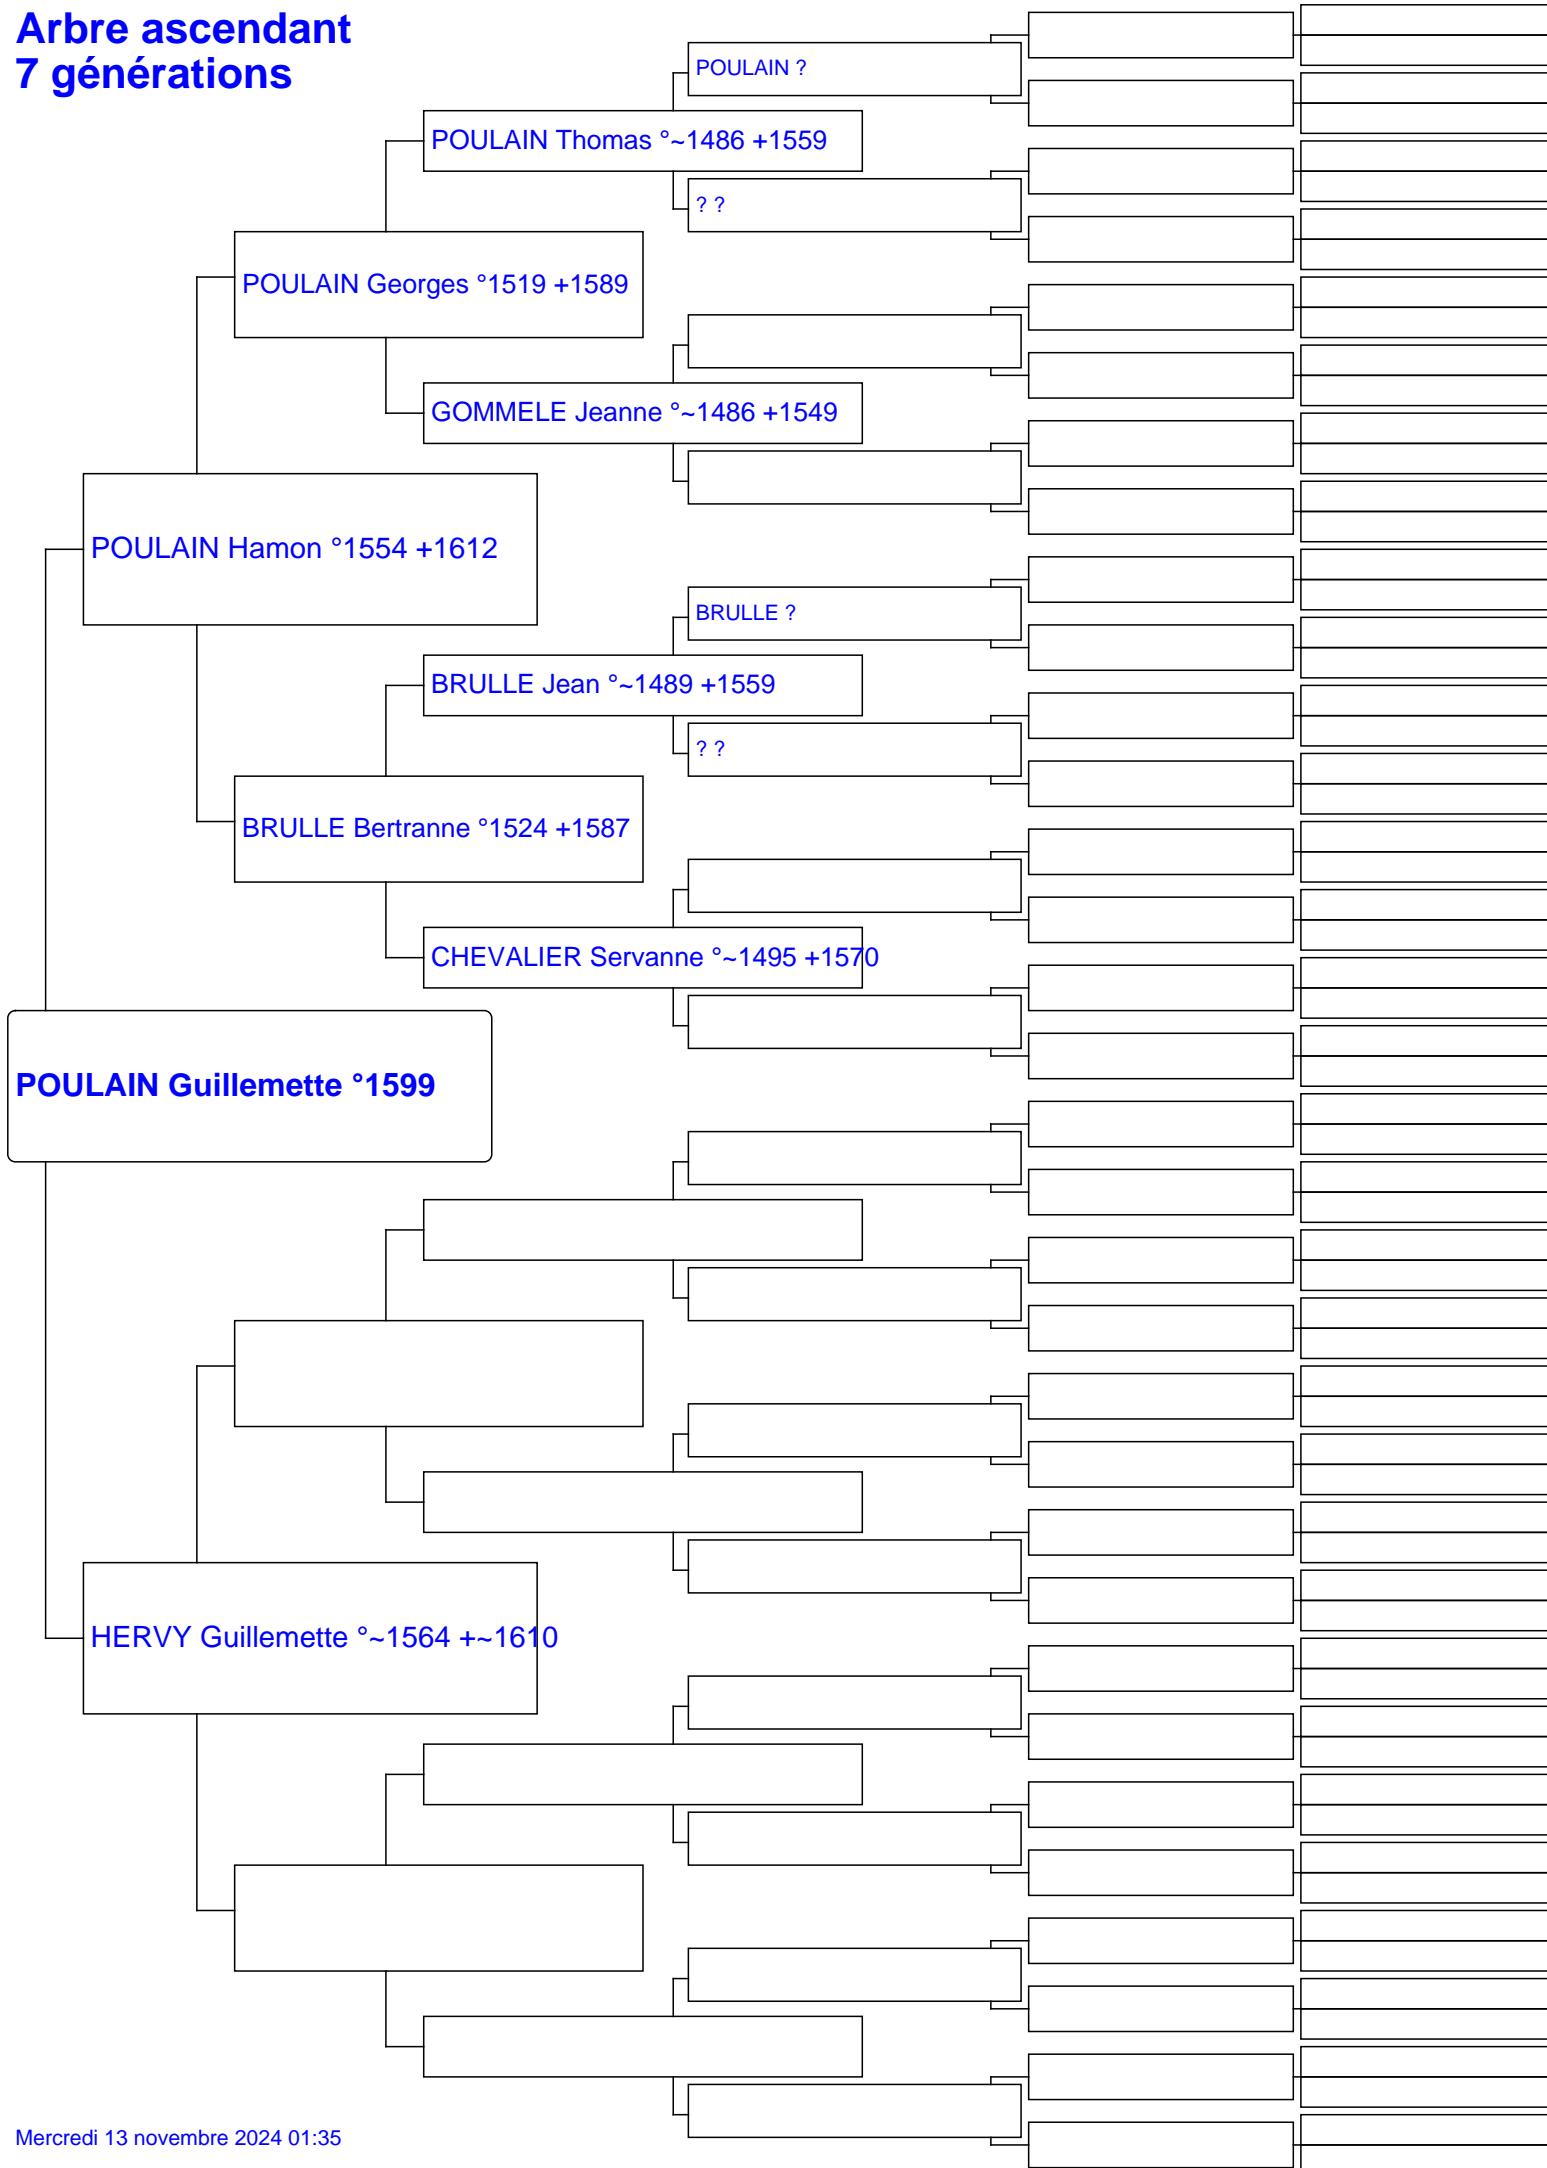 Arbre ascendant
7 générations
POULAIN ?
POULAIN Thomas °~1486 +1559
? ?
POULAIN Georges °1519 +1589
GOMMELE Jeanne °~1486 +1549
POULAIN Hamon °1554 +1612
BRULLE ?
BRULLE Jean °~1489 +1559
? ?
BRULLE Bertranne °1524 +1587
CHEVALIER Servanne °~1495 +1570
POULAIN Guillemette °1599
HERVY Guillemette °~1564 +~1610
Mercredi 13 novembre 2024 01:35